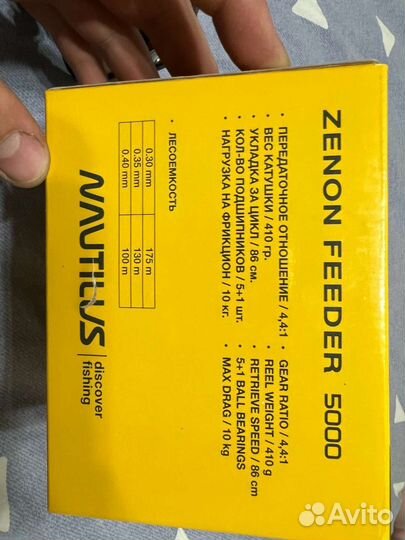 ZENON FEEDER 5000
• ПЕРЕДАТОЧНОЕ ОТНОШЕНИЕ / 4,4:1
• ВЕС КАТУШКИ / 410 гр.
• УКЛАДКА ЗА ЦИКЛ / 86 см.
• КОЛ-ВО ПОДШИПНИКОВ / 5+1 шт.
• НАГРУЗКА НА ФРИКЦИОН / 10 кг.
• GEAR RATIO / 4,4:1
• REEL WEIGHT / 410 g
• RETRIEVE SPEED / 86 cm
• 5+1 BALL BEARINGS
• MAX DRAG / 10 kg
• ЛЕСОЕМКОСТЬ
0.30 mm 175 m
0.35 mm 130 m
0.40 mm 100 m
NAUTILUS
discover
fishing
Avito